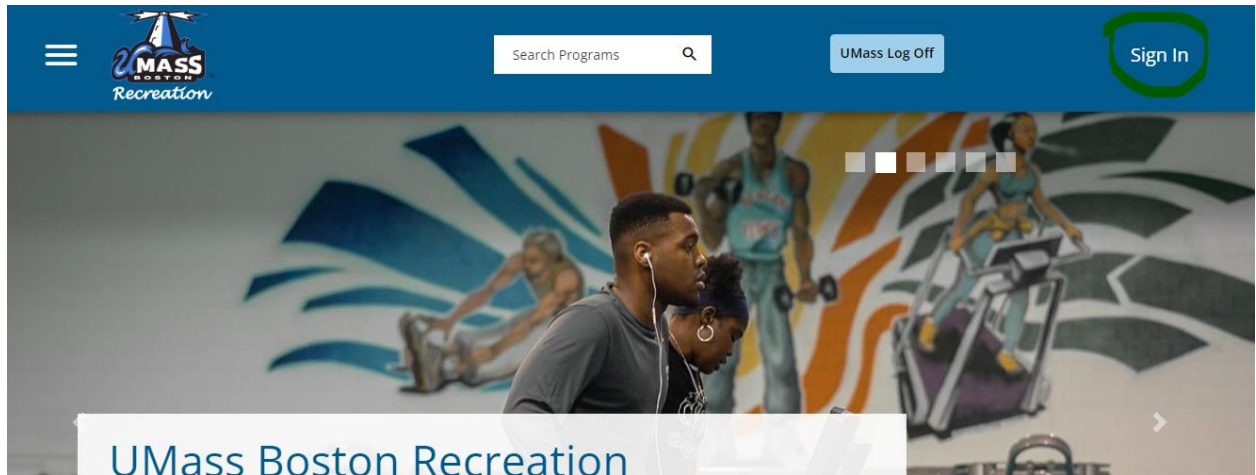 UMASS
BOSTON
Recreation
Search Programs
UMass Log Off
Sign In
UMass Boston Recreation